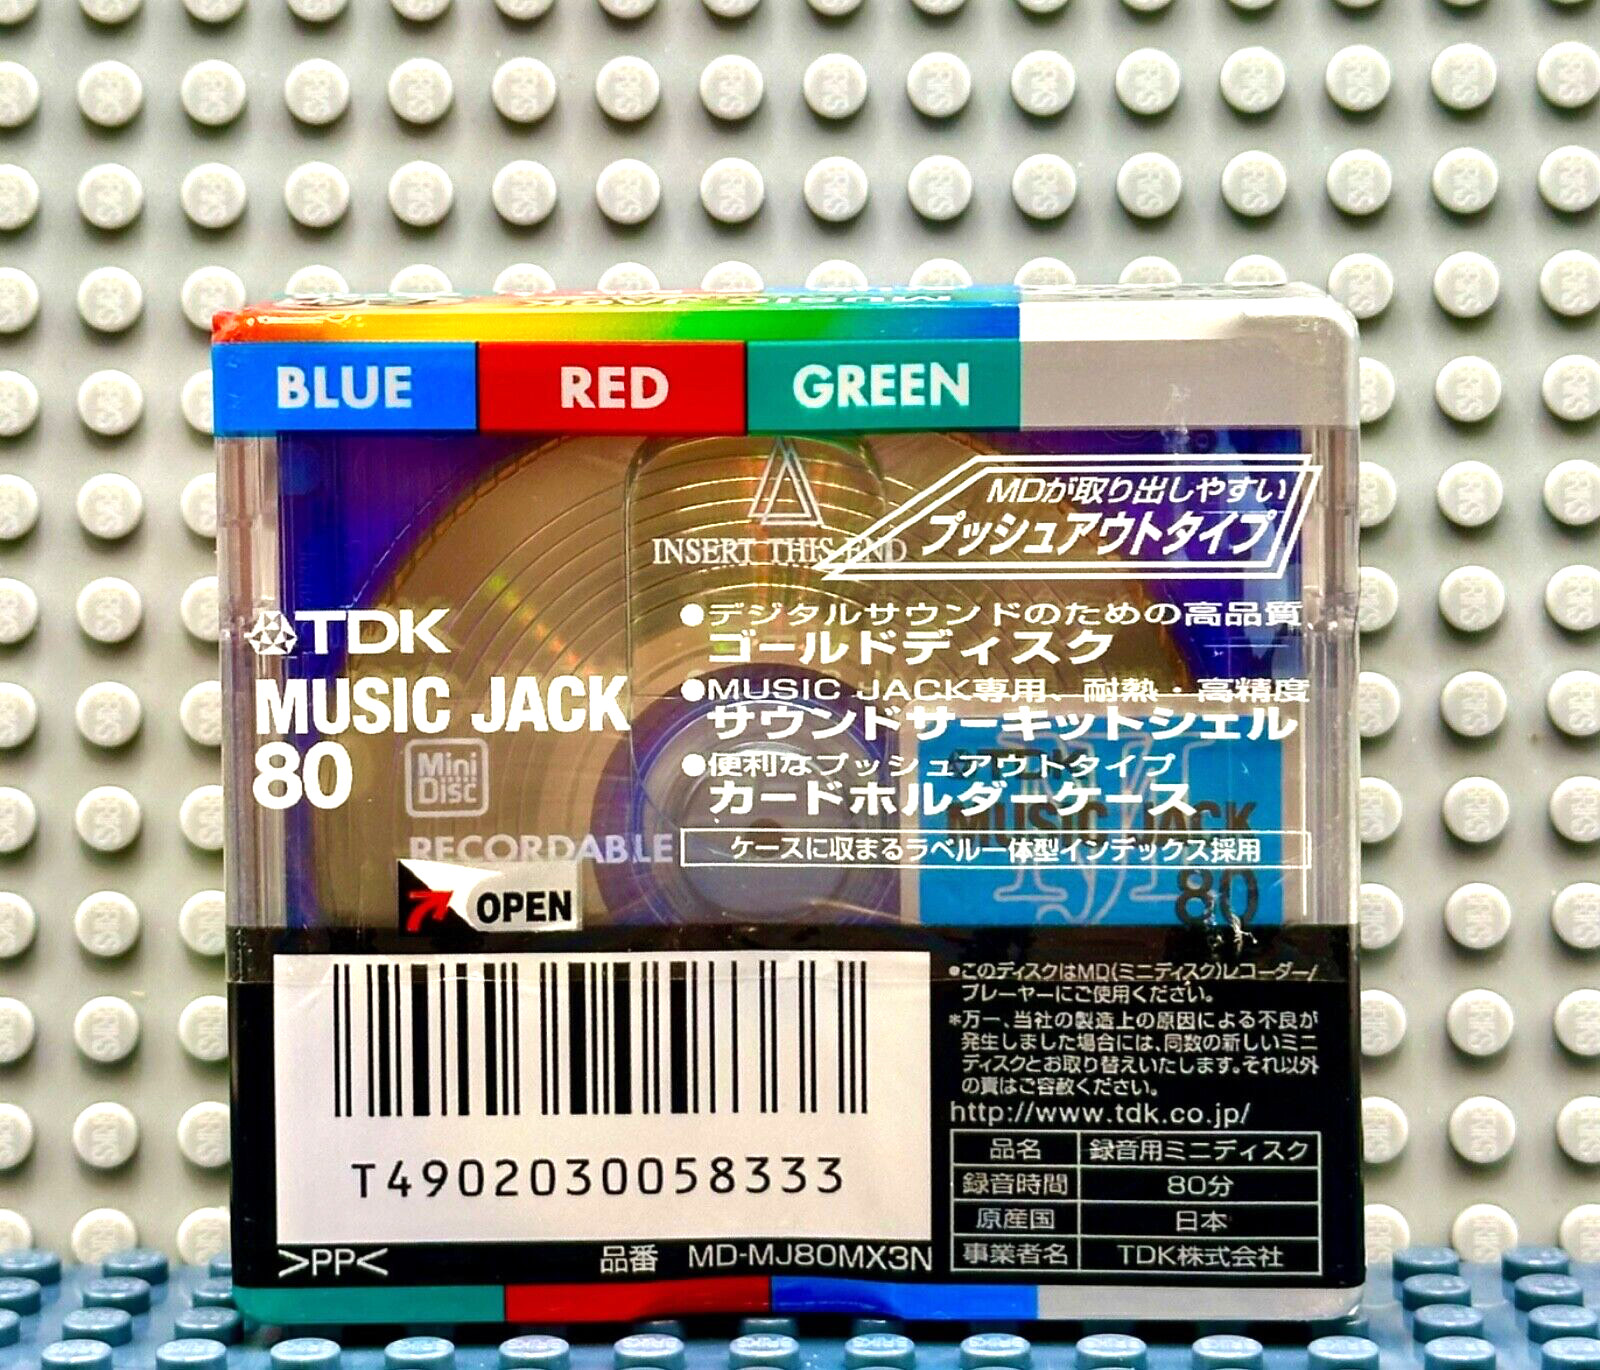 MUSIC JACK
BLUE
RED
GREEN
INSERT THIS END
MDが取り出しやすい
プッシュアウトタイプ
TDK
MUSIC JACK
80
Mini
Disc
RECORDABLE
●デジタルサウンドのための高品質
ゴールドディスク
●MUSIC JACK専用、耐熱・高精度
サウンドサーキットシェル
●便利なプッシュアウトタイプ
カードホルダーケース
ケースに収まるラベル一体型インデックス採用
TDK
MUSIC JACK
80
OPEN
T4902030058333
>PP<
品番 MD-MJ80MX3N
●このディスクはMD(ミニディスク)レコーダー/
プレーヤーにご使用ください。
*万一、当社の製造上の原因による不良が
発生しました場合には、同数の新しいミニ
ディスクとお取り替えいたします。それ以外
の責はご容赦ください。
http://www.tdk.co.jp/
品名 録音用ミニディスク
録音時間 80分
原産国 日本
事業者名 TDK株式会社